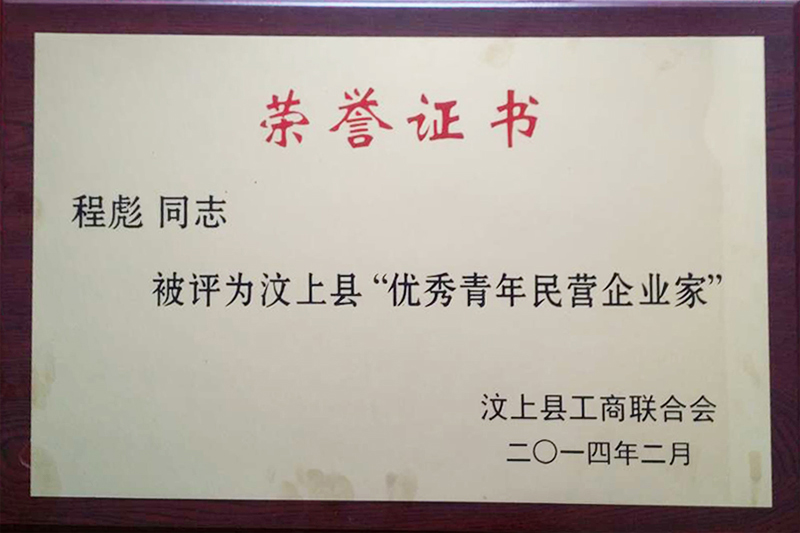 荣誉证书
程彪 同志
被评为汶上县“优秀青年民营企业家”
汶上县工商联合会
二〇一四年二月